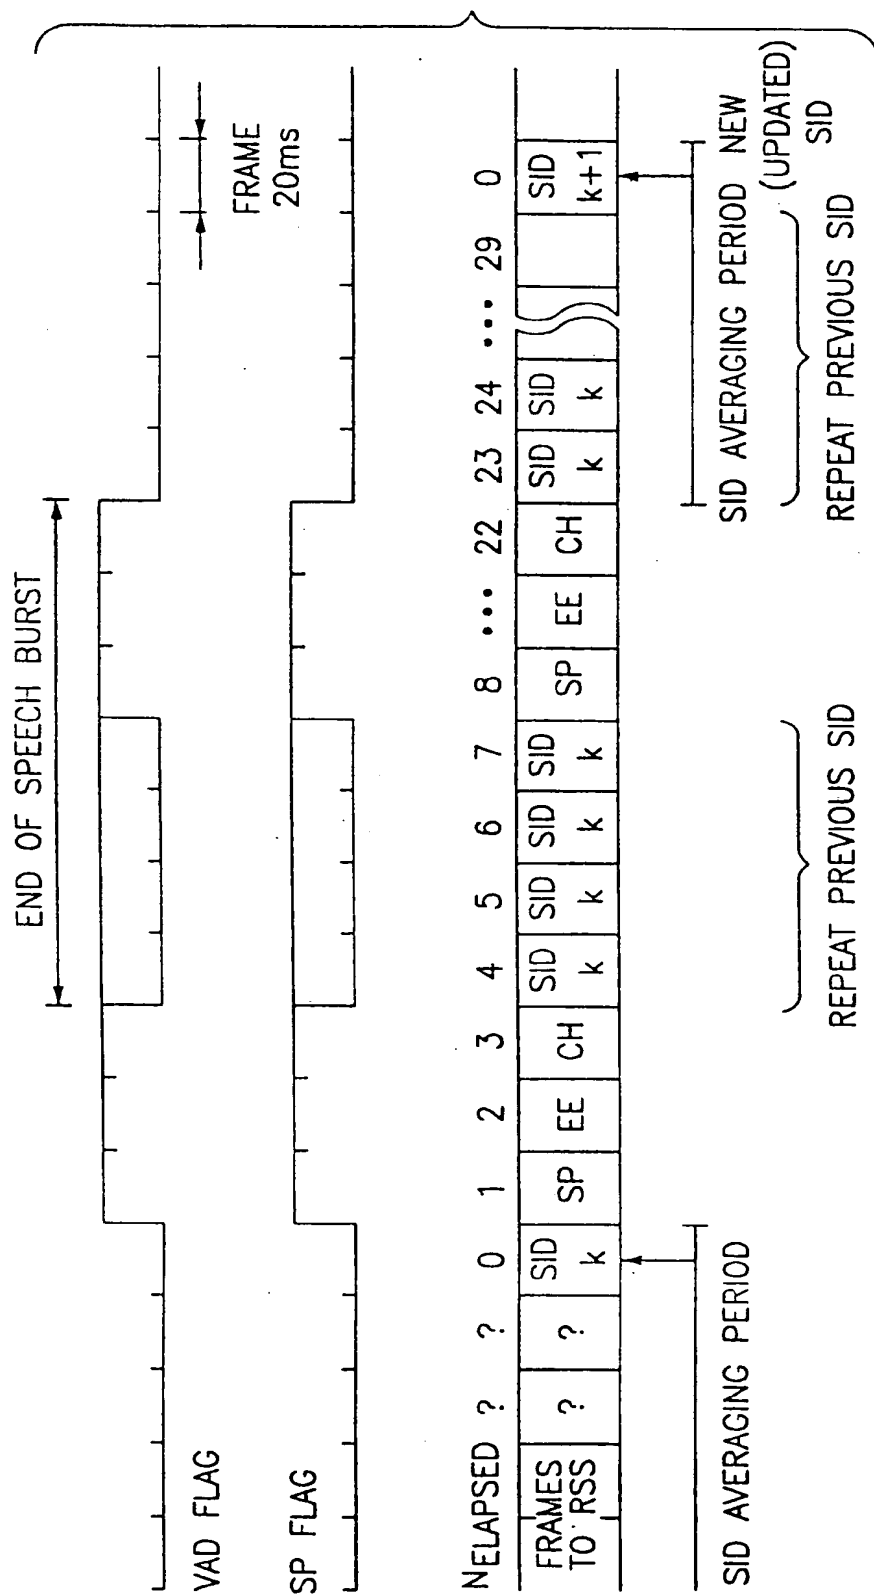 END OF SPEECH BURST
FRAME
20ms
VAD FLAG
SP FLAG
NELAPSED ? ? 0 1 2 3 4 5 6 7 8 ••• 22 23 24 ••• 29 0
FRAMES TO RSS
? ? SID k SP EE CH SID k SID k SID k SID k SP EE CH SID k SID k SID k+1
SID AVERAGING PERIOD
SID AVERAGING PERIOD
NEW (UPDATED) SID
REPEAT PREVIOUS SID
REPEAT PREVIOUS SID